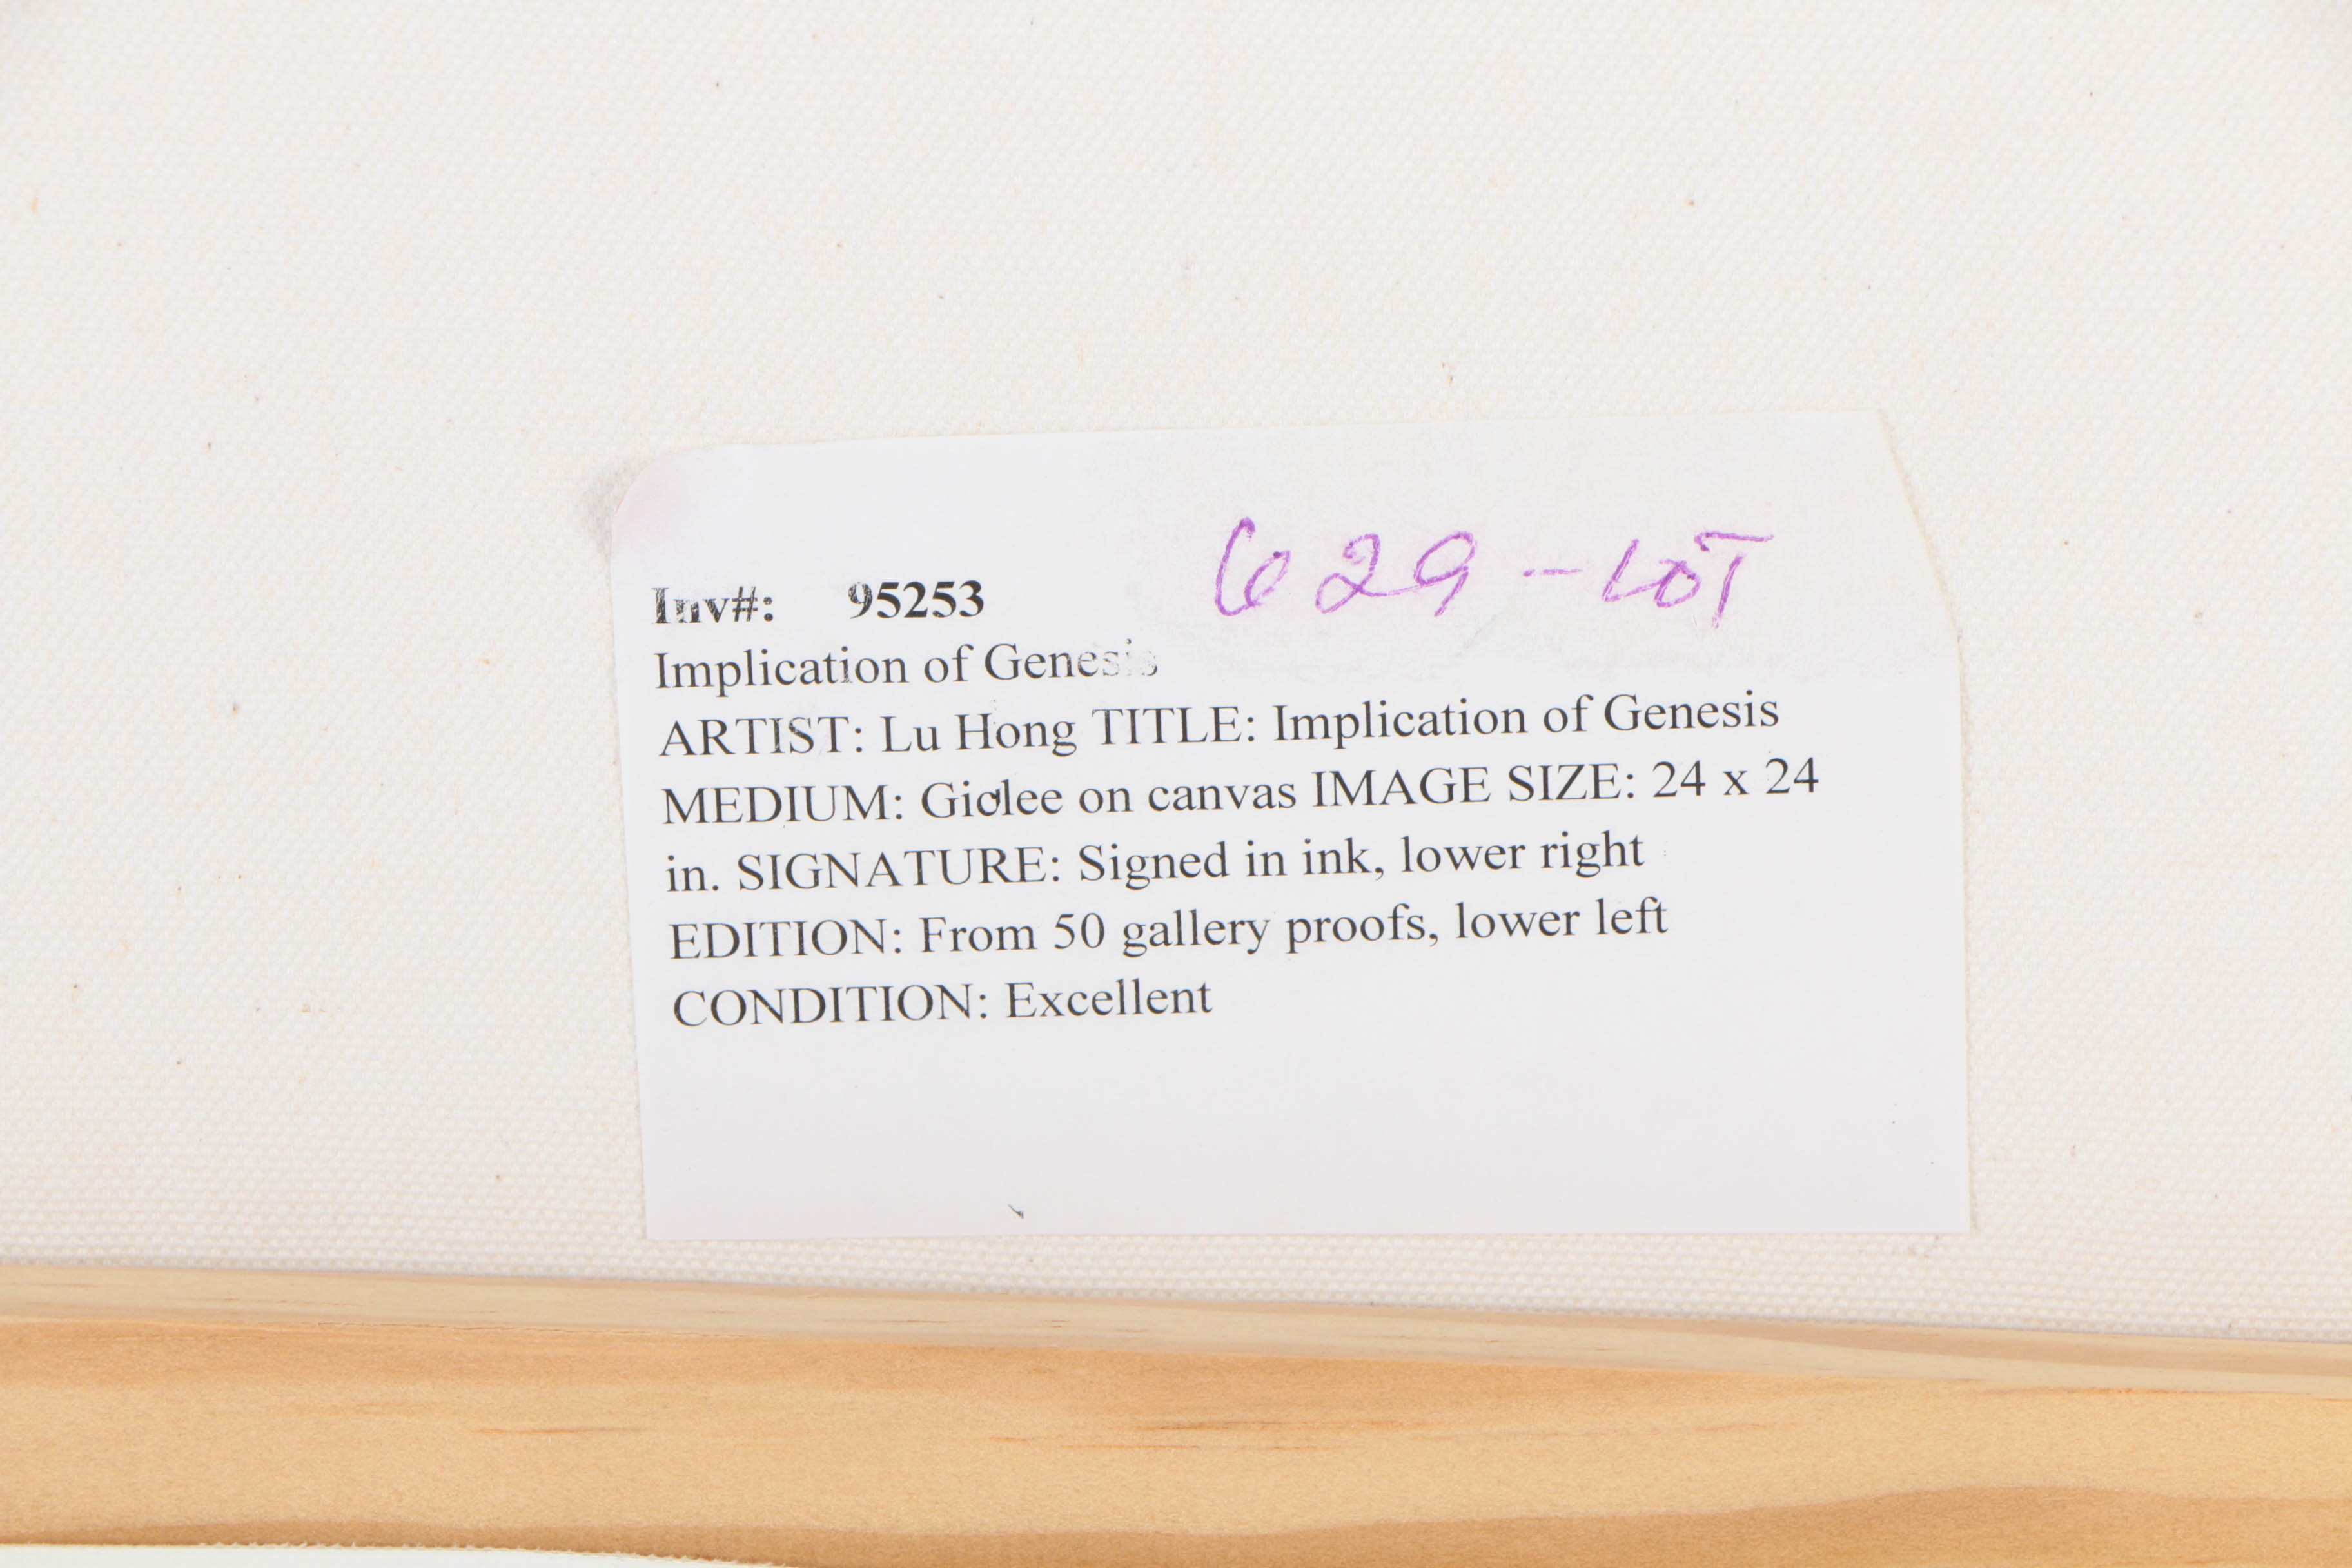 629 - LOT
Inv#: 95253
Implication of Genesis
ARTIST: Lu Hong TITLE: Implication of Genesis
MEDIUM: Giclee on canvas IMAGE SIZE: 24 x 24
in. SIGNATURE: Signed in ink, lower right
EDITION: From 50 gallery proofs, lower left
CONDITION: Excellent